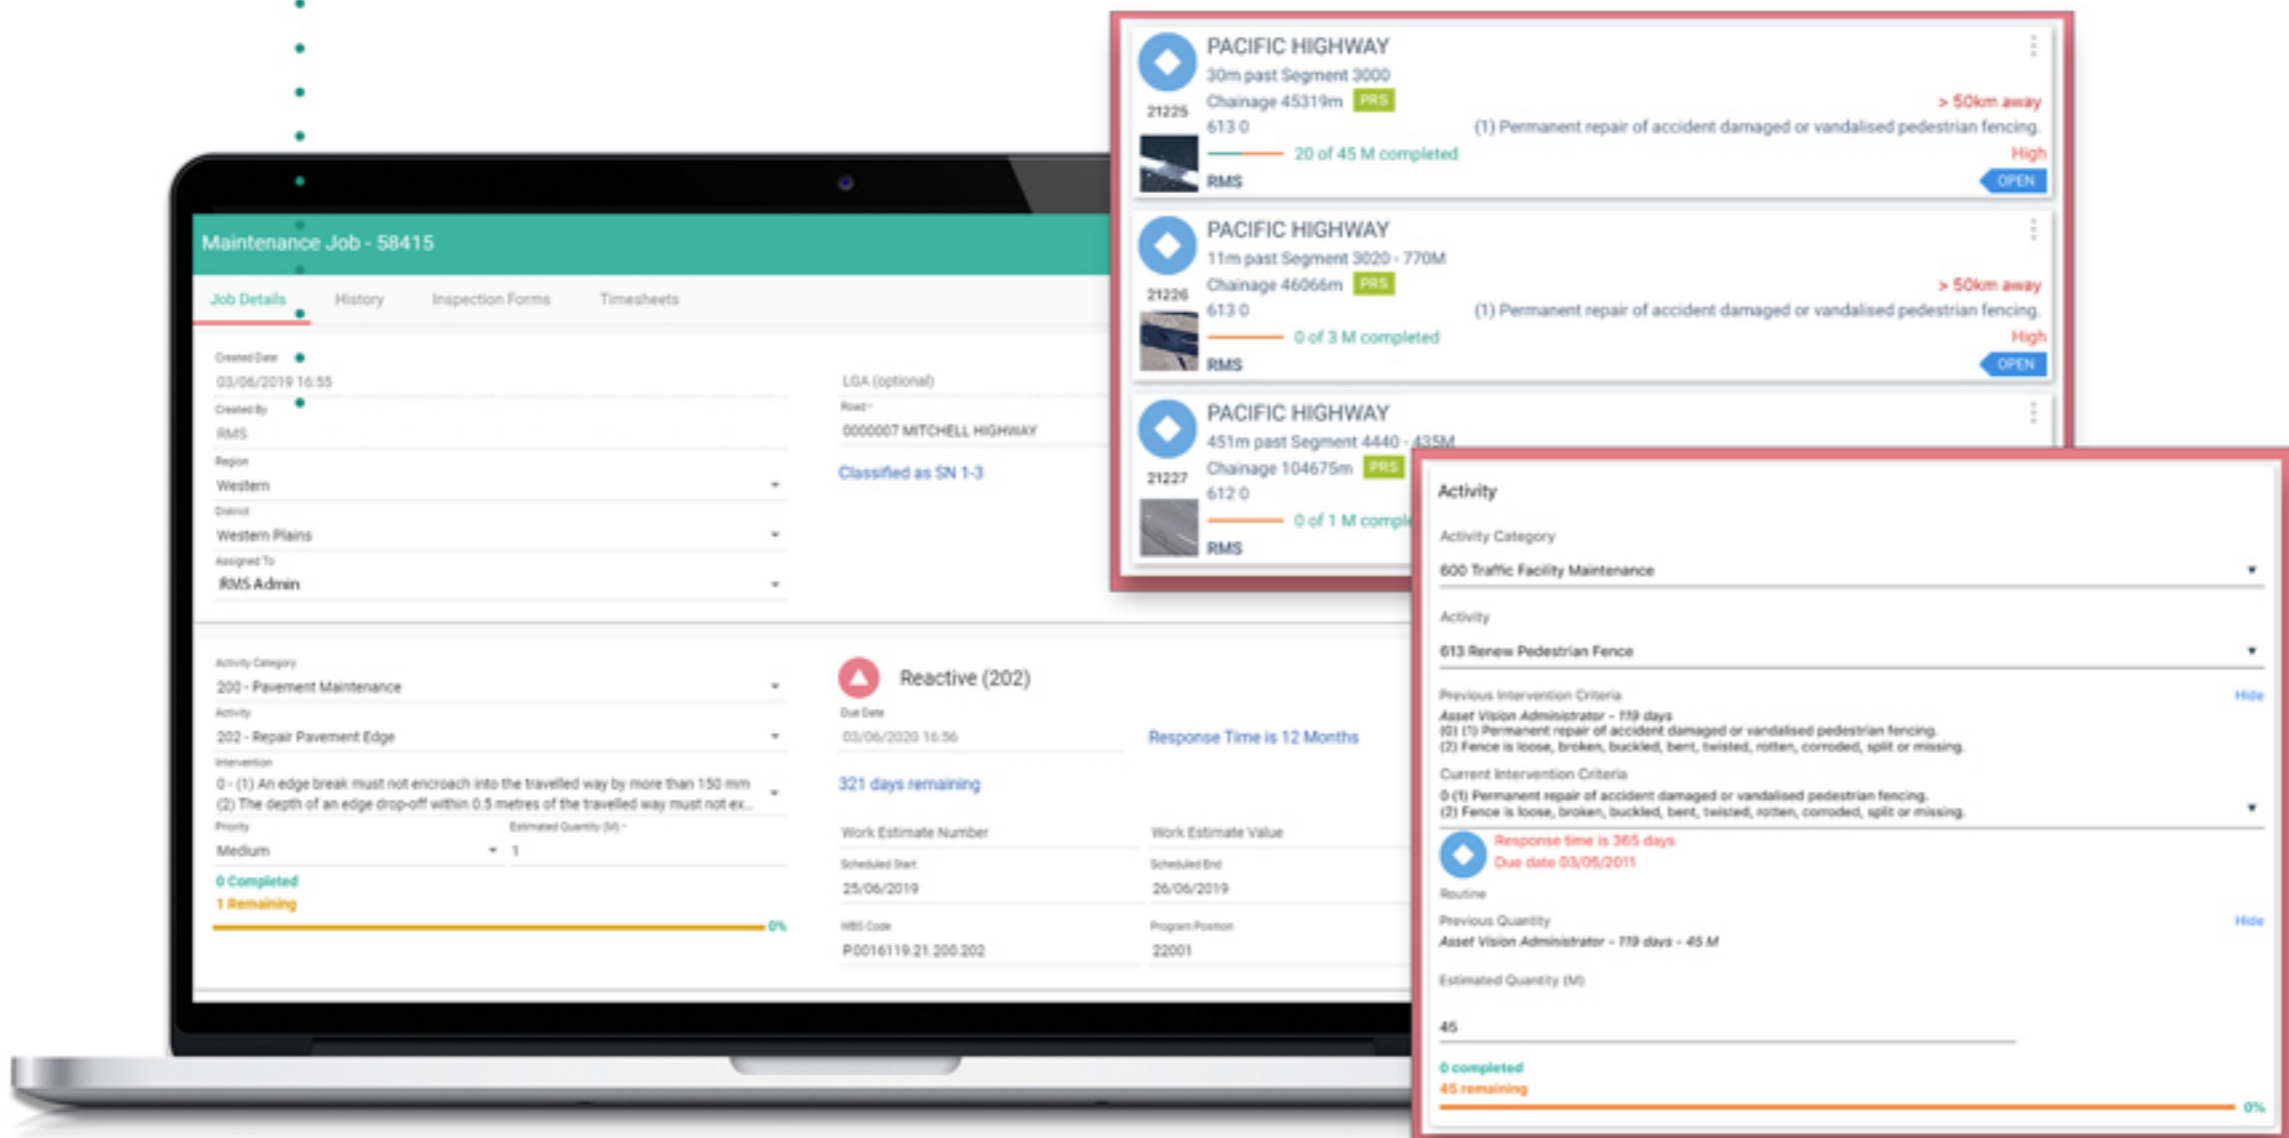 PACIFIC HIGHWAY
30m past Segment 3000
Chainage 45319m PRS
> 50km away
21225
613 0
(1) Permanent repair of accident damaged or vandalised pedestrian fencing.
20 of 45 M completed
High
RMS
OPEN
PACIFIC HIGHWAY
11m past Segment 3020 - 770M
Chainage 46066m PRS
> 50km away
21226
613 0
(1) Permanent repair of accident damaged or vandalised pedestrian fencing.
0 of 3 M completed
High
RMS
OPEN
PACIFIC HIGHWAY
451m past Segment 4440 - 435M
Chainage 104675m PRS
21227
612 0
0 of 1 M comple
RMS
Maintenance Job - 58415
Job Details History Inspection Forms Timesheets
Created Date
03/06/2019 16:55
Created By
RMS
Region
Western
District
Western Plains
Assigned To
RMS Admin
LGA (optional)
Road *
0000007 MITCHELL HIGHWAY
Classified as SN 1-3
Activity Category
200 - Pavement Maintenance
Activity
202 - Repair Pavement Edge
Intervention
0 - (1) An edge break must not encroach into the travelled way by more than 150 mm
(2) The depth of an edge drop-off within 0.5 metres of the travelled way must not ex...
Priority
Estimated Quantity (M) *
Medium
1
0 Completed
1 Remaining
0%
Reactive (202)
Due Date
03/06/2020 16:56
Response Time is 12 Months
321 days remaining
Work Estimate Number
Work Estimate Value
Scheduled Start
Scheduled End
25/06/2019
26/06/2019
WBS Code
Program Position
P.0016119.21.200.202
22001
Activity
Activity Category
600 Traffic Facility Maintenance
Activity
613 Renew Pedestrian Fence
Previous Intervention Criteria
Hide
Asset Vision Administrator - 119 days
(0) (1) Permanent repair of accident damaged or vandalised pedestrian fencing.
(2) Fence is loose, broken, buckled, bent, twisted, rotten, corroded, split or missing.
Current Intervention Criteria
0 (1) Permanent repair of accident damaged or vandalised pedestrian fencing.
(2) Fence is loose, broken, buckled, bent, twisted, rotten, corroded, split or missing.
Response time is 365 days
Due date 03/05/2011
Routine
Previous Quantity
Hide
Asset Vision Administrator - 119 days - 45 M
Estimated Quantity (M)
45
0 completed
45 remaining
0%